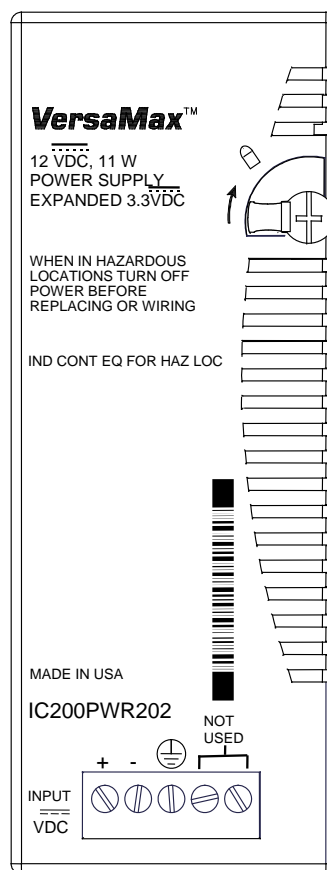 VersaMax™
12 VDC, 11 W
POWER SUPPLY
EXPANDED 3.3VDC
WHEN IN HAZARDOUS
LOCATIONS TURN OFF
POWER BEFORE
REPLACING OR WIRING
IND CONT EQ FOR HAZ LOC
MADE IN USA
IC200PWR202
NOT
USED
+ -
INPUT
VDC